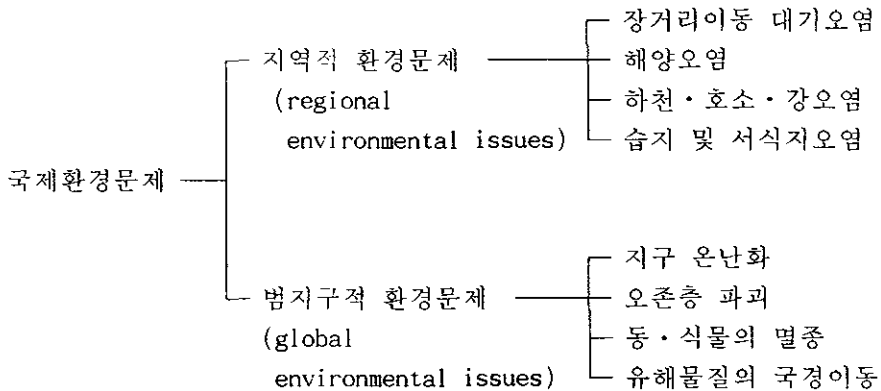 장거리이동 대기오염
지역적 환경문제
해양오염
(regional
하천·호소·강오염
environmental issues)
습지 및 서식지오염
국제환경문제
지구 온난화
범지구적 환경문제
오존층 파괴
(global
동·식물의 멸종
environmental issues)
유해물질의 국경이동